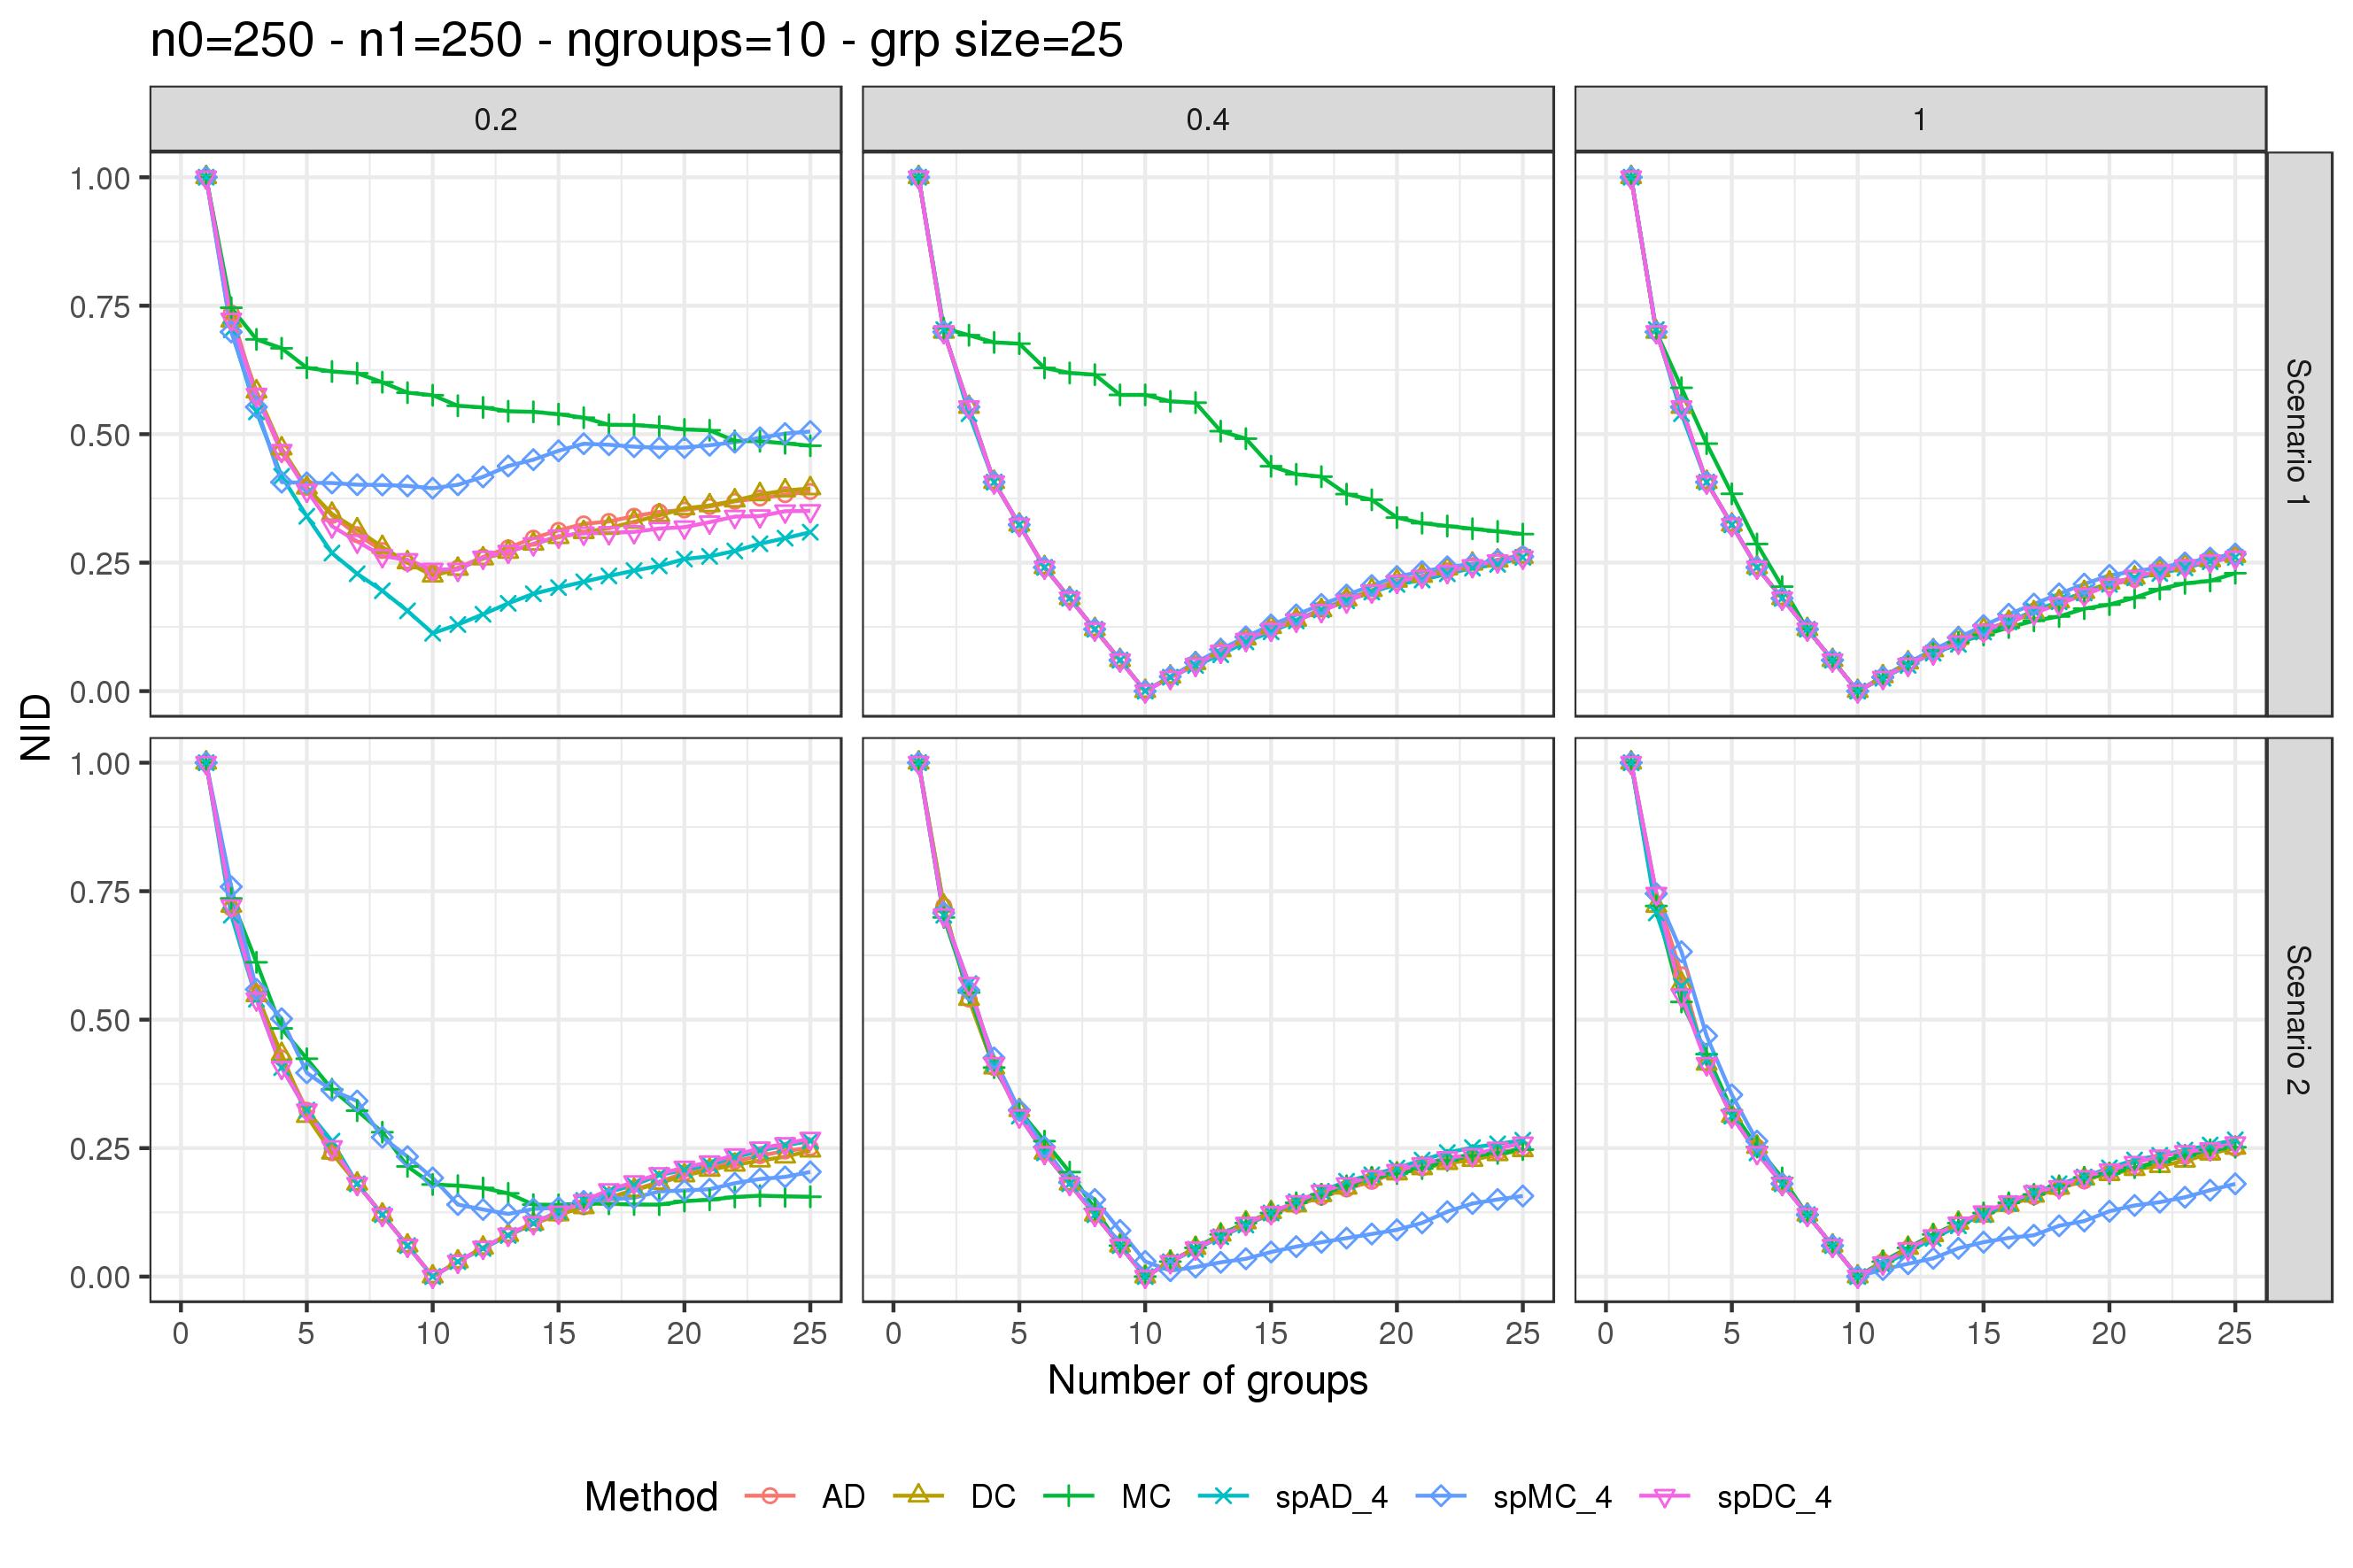 n0=250 - n1=250 - ngroups=10 - grp size=25
0.2 0.4 1
1.00
0.75
0.50
0.25
0.00
Scenario 1
NID
1.00
0.75
0.50
0.25
0.00
Scenario 2
0 5 10 15 20 25 0 5 10 15 20 25 0 5 10 15 20 25
Number of groups
Method AD DC MC spAD_4 spMC_4 spDC_4